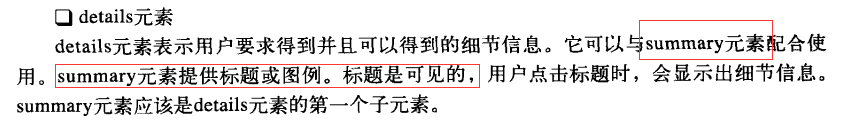 ❏ details元素
details元素表示用户要求得到并且可以得到的细节信息。它可以与summary元素配合使
用。summary元素提供标题或图例。标题是可见的，用户点击标题时，会显示出细节信息。
summary元素应该是details元素的第一个子元素。